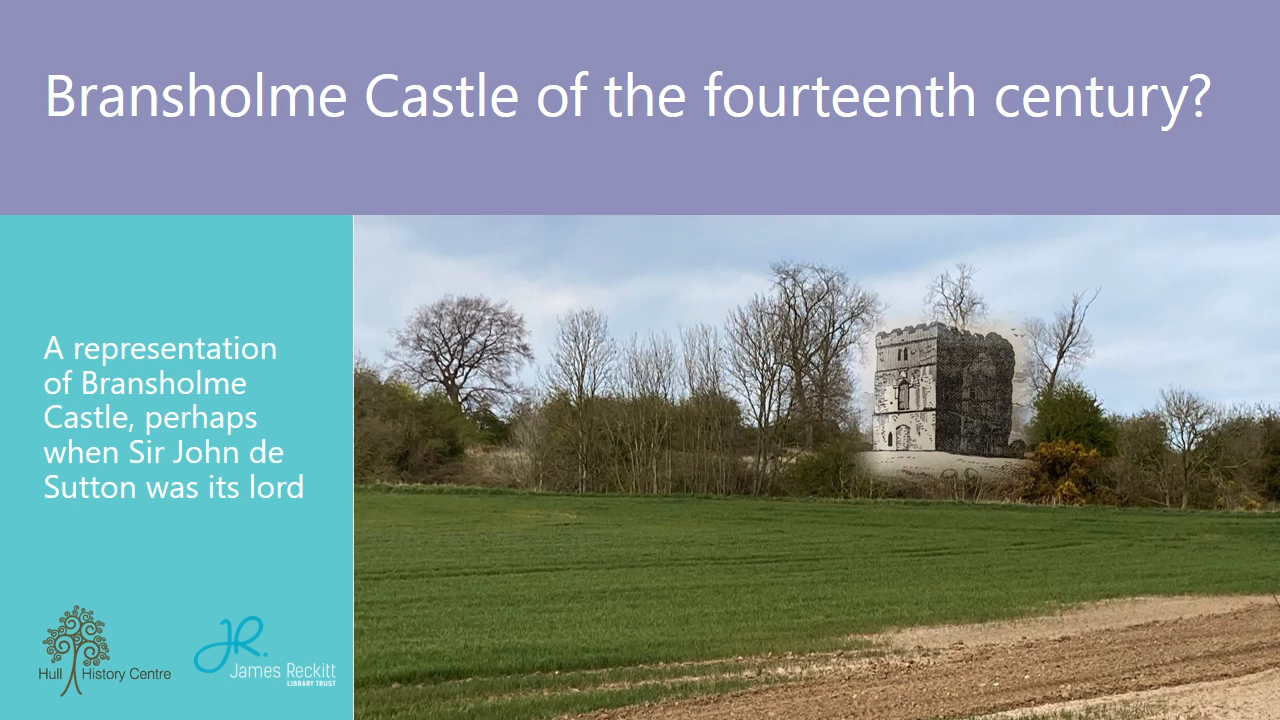 Bransholme Castle of the fourteenth century?
A representation
of Bransholme
Castle, perhaps
when Sir John de
Sutton was its lord
Hull History Centre
JR.
James Reckitt
LIBRARY TRUST